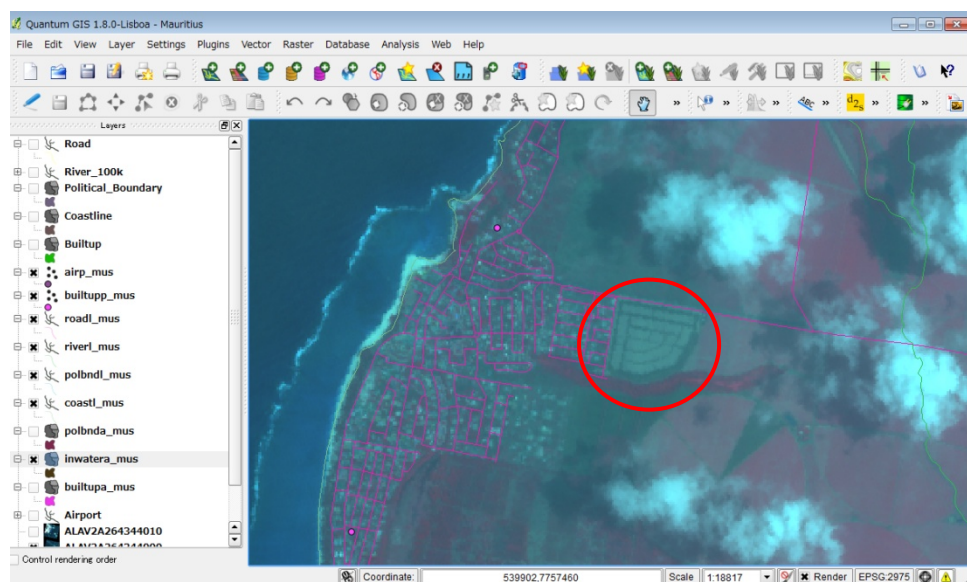 Quantum GIS 1.8.0-Lisboa - Mauritius
File Edit View Layer Settings Plugins Vector Raster Database Analysis Web Help
Layers
Road
River_100k
Political_Boundary
Coastline
Builtup
airp_mus
builtupp_mus
roadl_mus
riverl_mus
polbndl_mus
coastl_mus
polbnda_mus
inwatera_mus
builtupa_mus
Airport
ALAV2A264344010
Control rendering order
Coordinate: 539902,7757460 Scale 1:18817 Render EPSG:2975